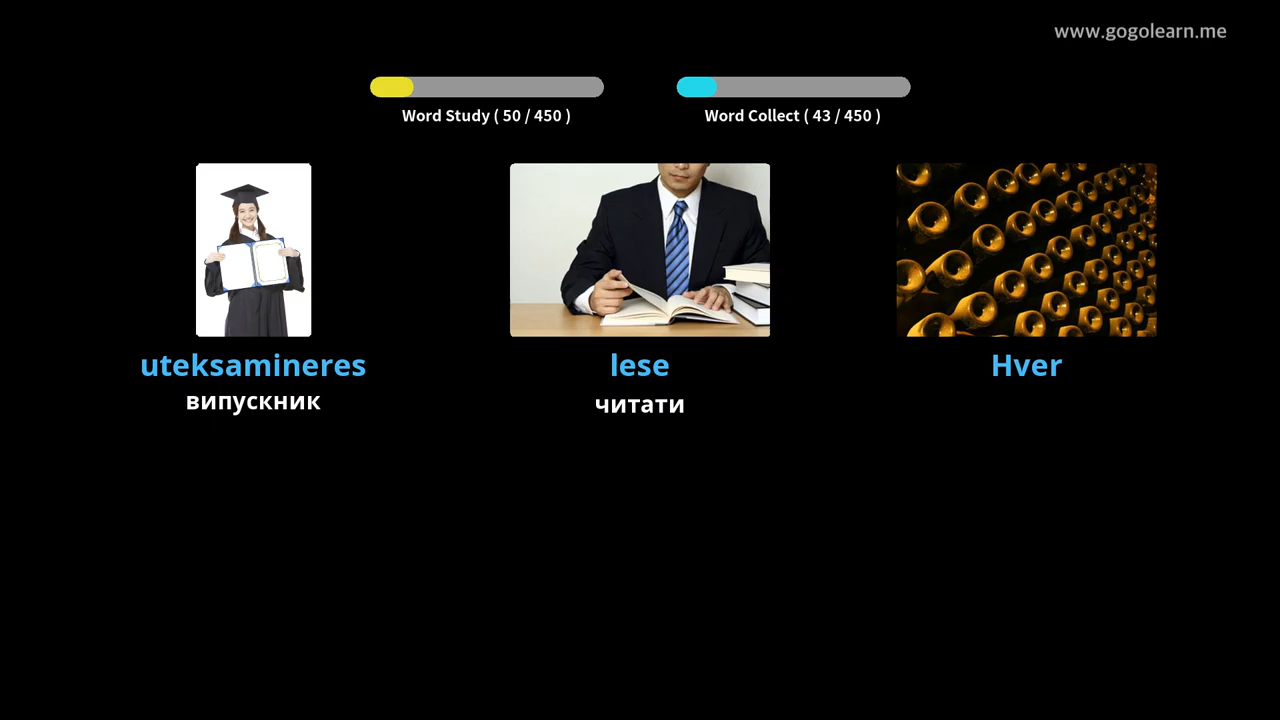 www.gogolearn.me
Word Study ( 50 / 450 )
Word Collect ( 43 / 450 )
uteksamineres
випускник
lese
читати
Hver